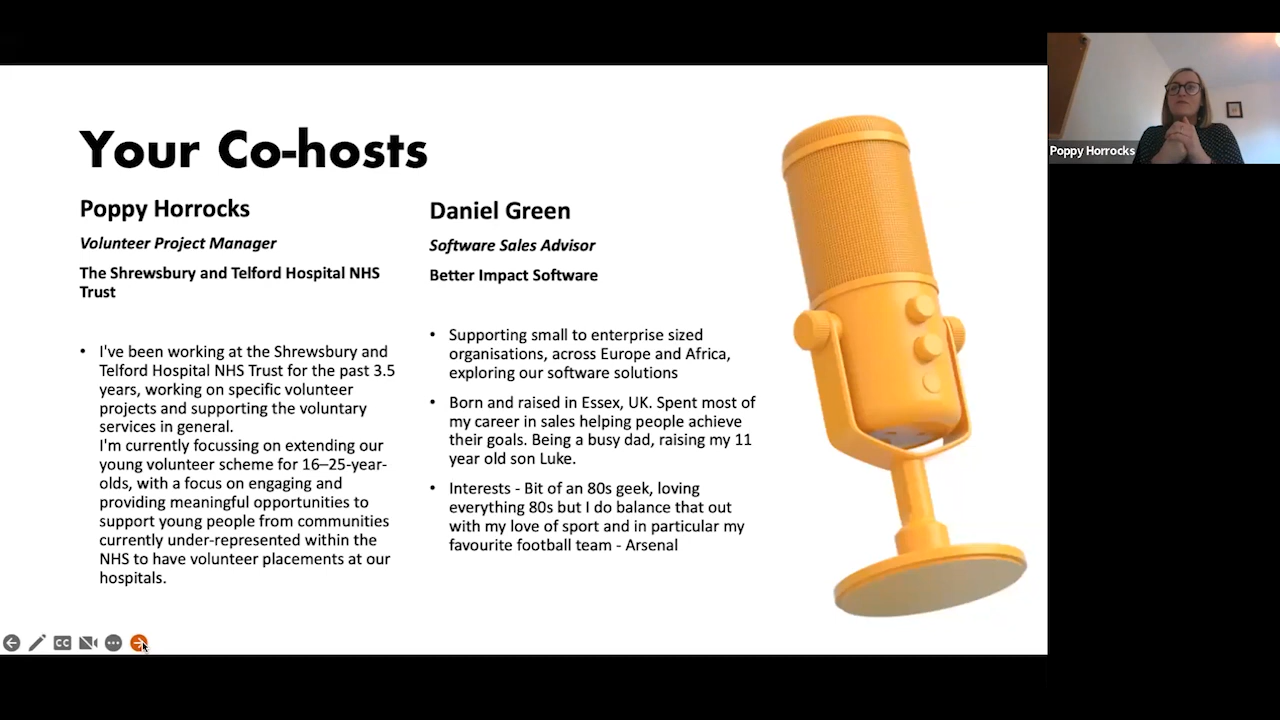 Your Co-hosts
Poppy Horrocks
Volunteer Project Manager
The Shrewsbury and Telford Hospital NHS
Trust
• I've been working at the Shrewsbury and
Telford Hospital NHS Trust for the past 3.5
years, working on specific volunteer
projects and supporting the voluntary
services in general.
I'm currently focussing on extending our
young volunteer scheme for 16–25-year-
olds, with a focus on engaging and
providing meaningful opportunities to
support young people from communities
currently under-represented within the
NHS to have volunteer placements at our
hospitals.
Daniel Green
Software Sales Advisor
Better Impact Software
• Supporting small to enterprise sized
organisations, across Europe and Africa,
exploring our software solutions
• Born and raised in Essex, UK. Spent most of
my career in sales helping people achieve
their goals. Being a busy dad, raising my 11
year old son Luke.
• Interests - Bit of an 80s geek, loving
everything 80s but I do balance that out
with my love of sport and in particular my
favourite football team - Arsenal
Poppy Horrocks
CC